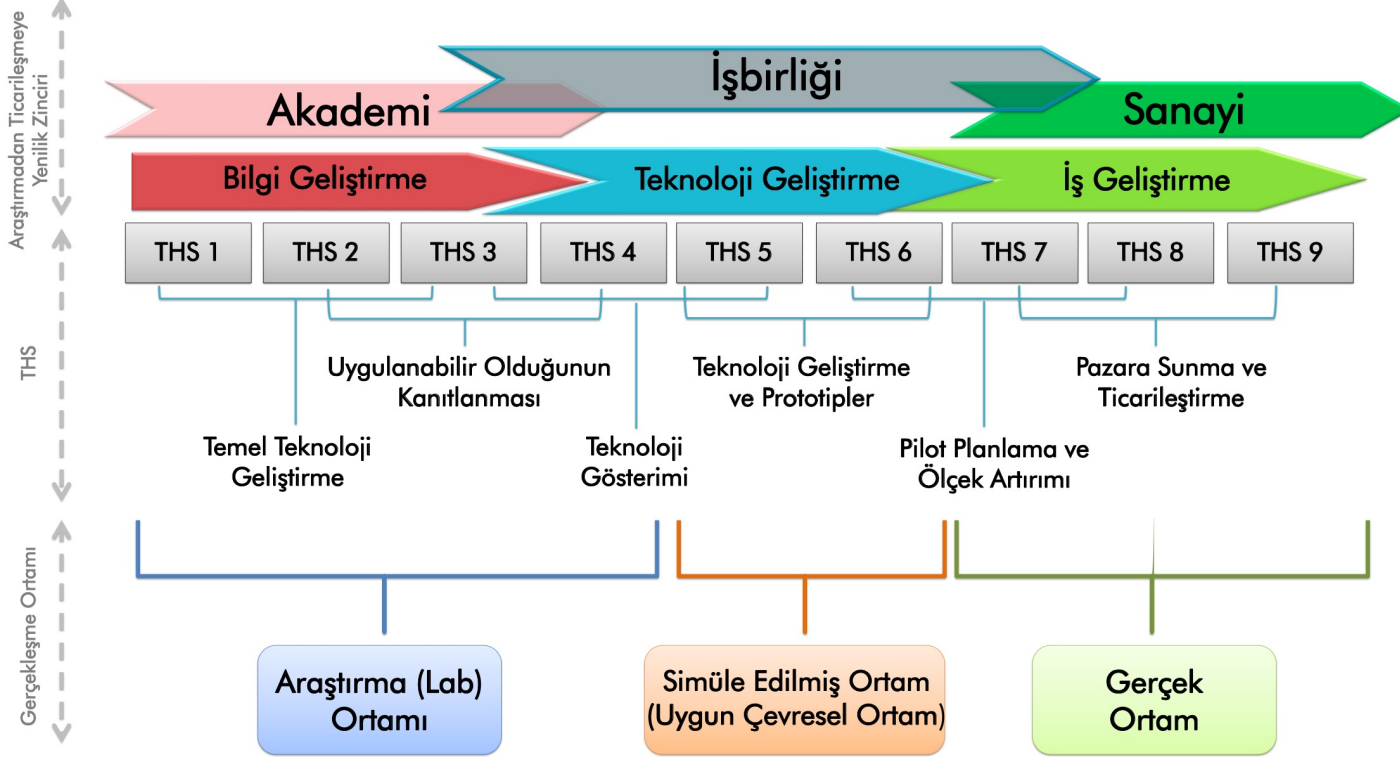 Araştırmadan Ticarileşmeye
Yenilik Zinciri
İşbirliği
Akademi
Sanayi
Bilgi Geliştirme
Teknoloji Geliştirme
İş Geliştirme
THS
THS 1
THS 2
THS 3
THS 4
THS 5
THS 6
THS 7
THS 8
THS 9
Uygulanabilir Olduğunun
Kanıtlanması
Teknoloji Geliştirme
ve Prototipler
Pazara Sunma ve
Ticarileştirme
Temel Teknoloji
Geliştirme
Teknoloji
Gösterimi
Pilot Planlama ve
Ölçek Artırımı
Gerçekleşme Ortamı
Araştırma (Lab)
Ortamı
Simüle Edilmiş Ortam
(Uygun Çevresel Ortam)
Gerçek
Ortam